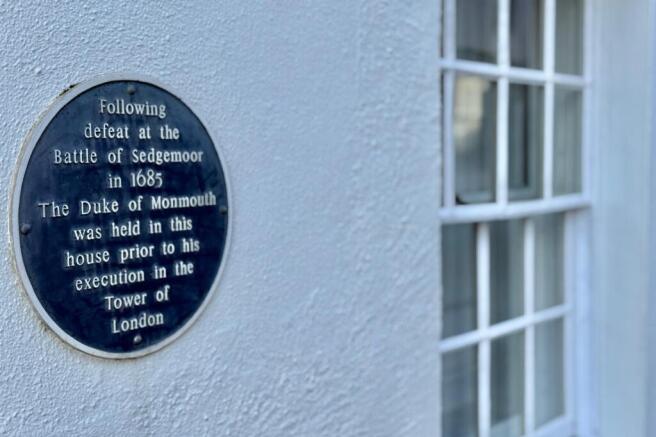 Following
defeat at the
Battle of Sedgemoor
in 1685
The Duke of Monmouth
was held in this
house prior to his
execution in the
Tower of
London